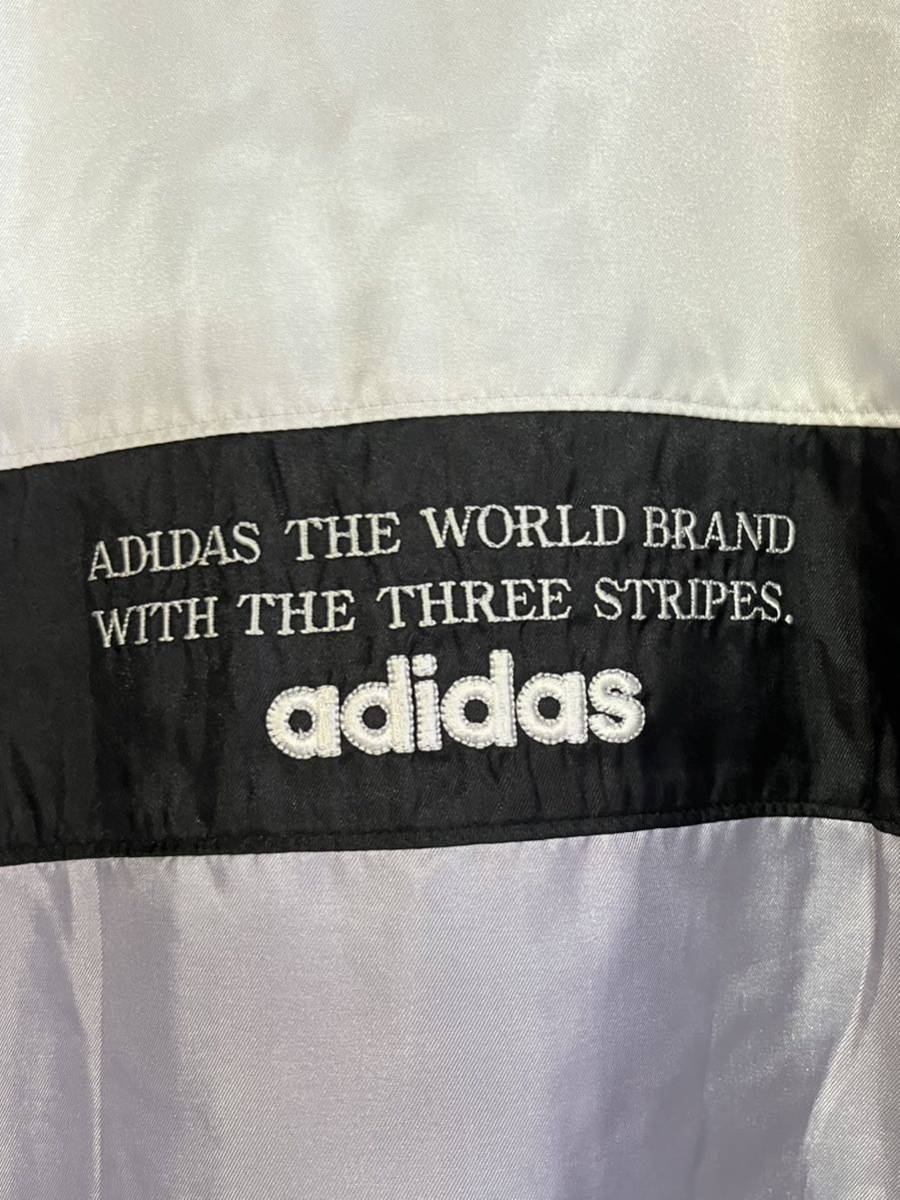 ADIDAS THE WORLD BRAND
WITH THE THREE STRIPES.
adidas